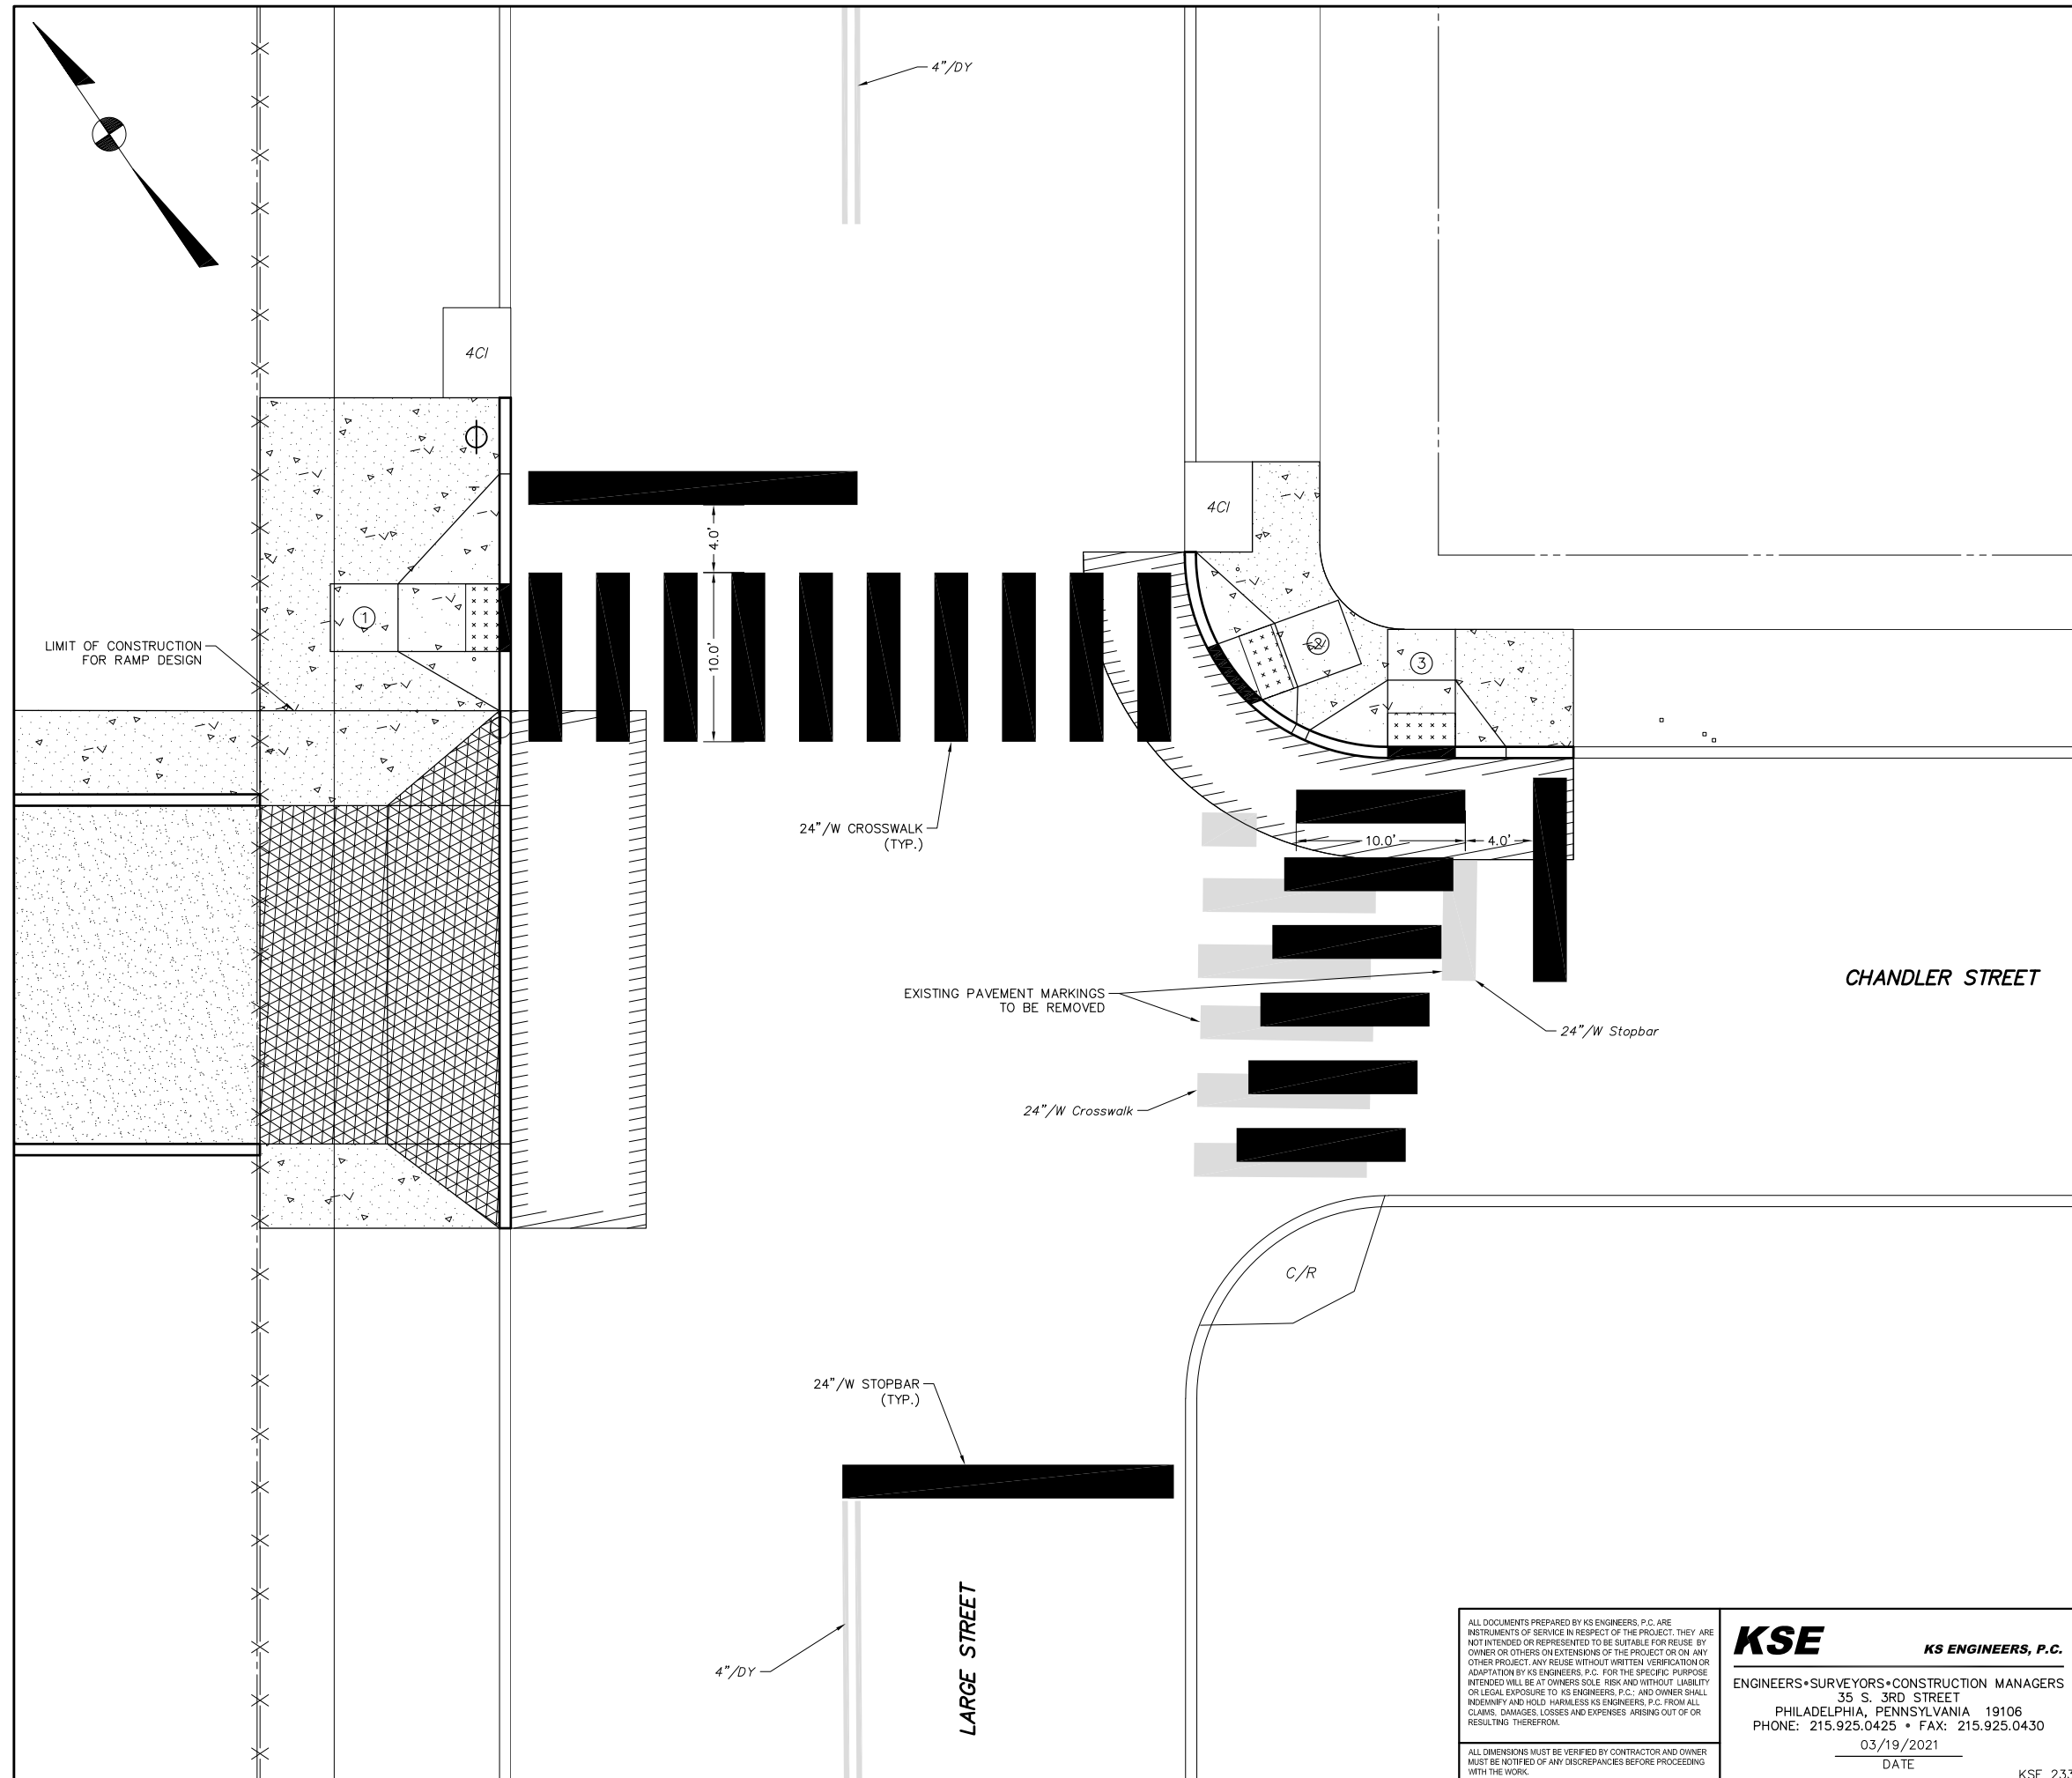 4"/DY
4CI
4CI
4.0'
10.0'
1
2
3
LIMIT OF CONSTRUCTION
FOR RAMP DESIGN
24"/W CROSSWALK
(TYP.)
10.0'
4.0'
CHANDLER STREET
EXISTING PAVEMENT MARKINGS
TO BE REMOVED
24"/W Stopbar
24"/W Crosswalk
C/R
24"/W STOPBAR
(TYP.)
4"/DY
LARGE STREET
ALL DOCUMENTS PREPARED BY KS ENGINEERS, P.C. ARE
INSTRUMENTS OF SERVICE IN RESPECT OF THE PROJECT. THEY ARE
NOT INTENDED OR REPRESENTED TO BE SUITABLE FOR REUSE BY
OWNER OR OTHERS ON EXTENSIONS OF THE PROJECT OR ON ANY
OTHER PROJECT. ANY REUSE WITHOUT WRITTEN VERIFICATION OR
ADAPTATION BY KS ENGINEERS, P.C. FOR THE SPECIFIC PURPOSE
INTENDED WILL BE AT OWNERS SOLE RISK AND WITHOUT LIABILITY
OR LEGAL EXPOSURE TO KS ENGINEERS, P.C.; AND OWNER SHALL
INDEMNIFY AND HOLD HARMLESS KS ENGINEERS, P.C. FROM ALL
CLAIMS, DAMAGES, LOSSES AND EXPENSES ARISING OUT OF OR
RESULTING THEREFROM.
ALL DIMENSIONS MUST BE VERIFIED BY CONTRACTOR AND OWNER
MUST BE NOTIFIED OF ANY DISCREPANCIES BEFORE PROCEEDING
WITH THE WORK.
KSE
KS ENGINEERS, P.C.
ENGINEERS•SURVEYORS•CONSTRUCTION MANAGERS
35 S. 3RD STREET
PHILADELPHIA, PENNSYLVANIA 19106
PHONE: 215.925.0425 • FAX: 215.925.0430
03/19/2021
DATE
KSE 233